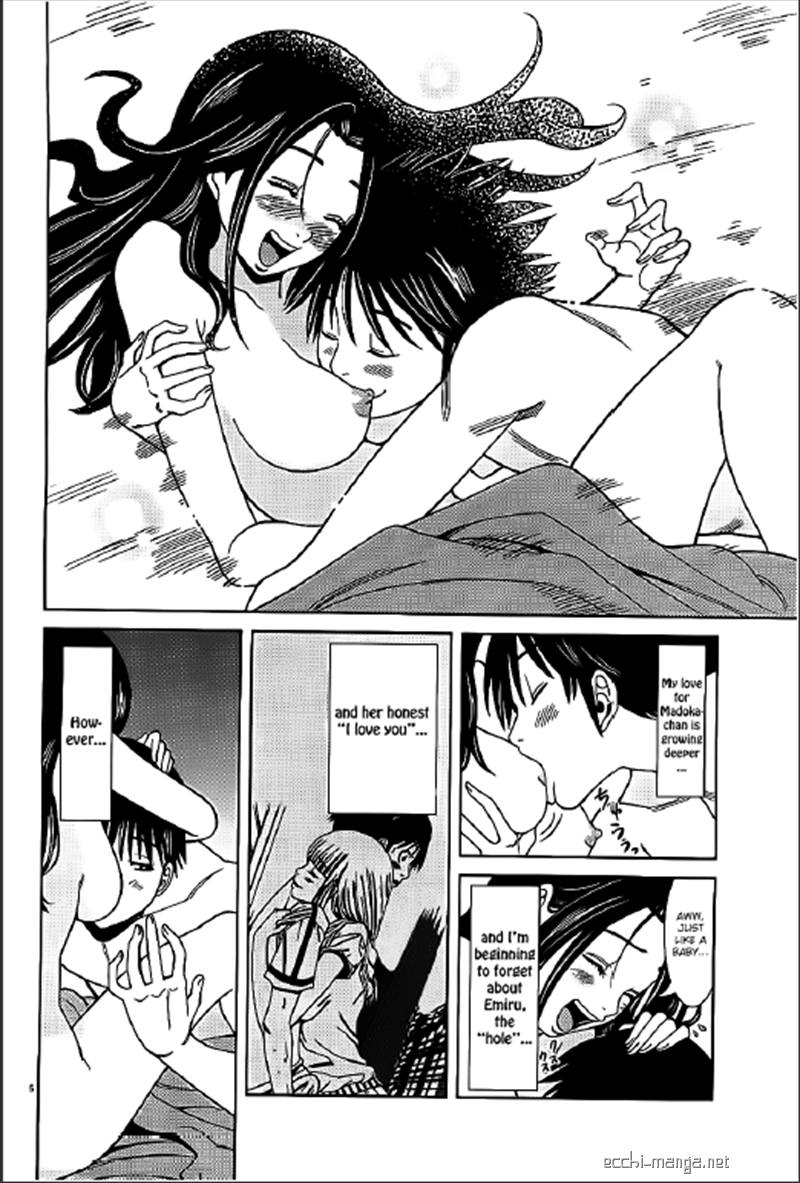 My love
for
Madoka-
chan is
growing
deeper
...
AWW,
JUST
LIKE A
BABY...
and I'm
beginning
to forget
about
Emiru,
the
"hole"...
and her honest
"I love you"...
How-
ever...
5
ecchi-manga.net